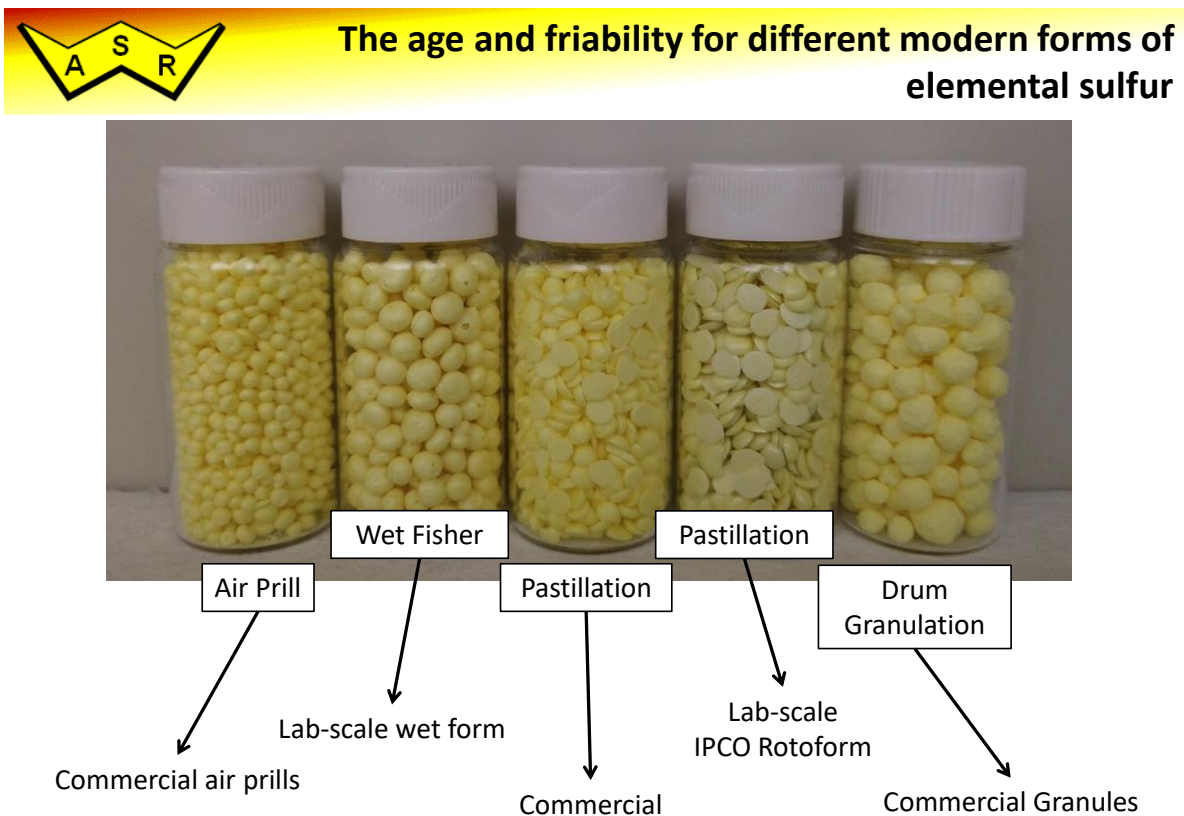 A S R
The age and friability for different modern forms of
elemental sulfur
Wet Fisher
Pastillation
Air Prill
Pastillation
Drum
Granulation
Lab-scale wet form
Lab-scale
IPCO Rotoform
Commercial air prills
Commercial
Commercial Granules